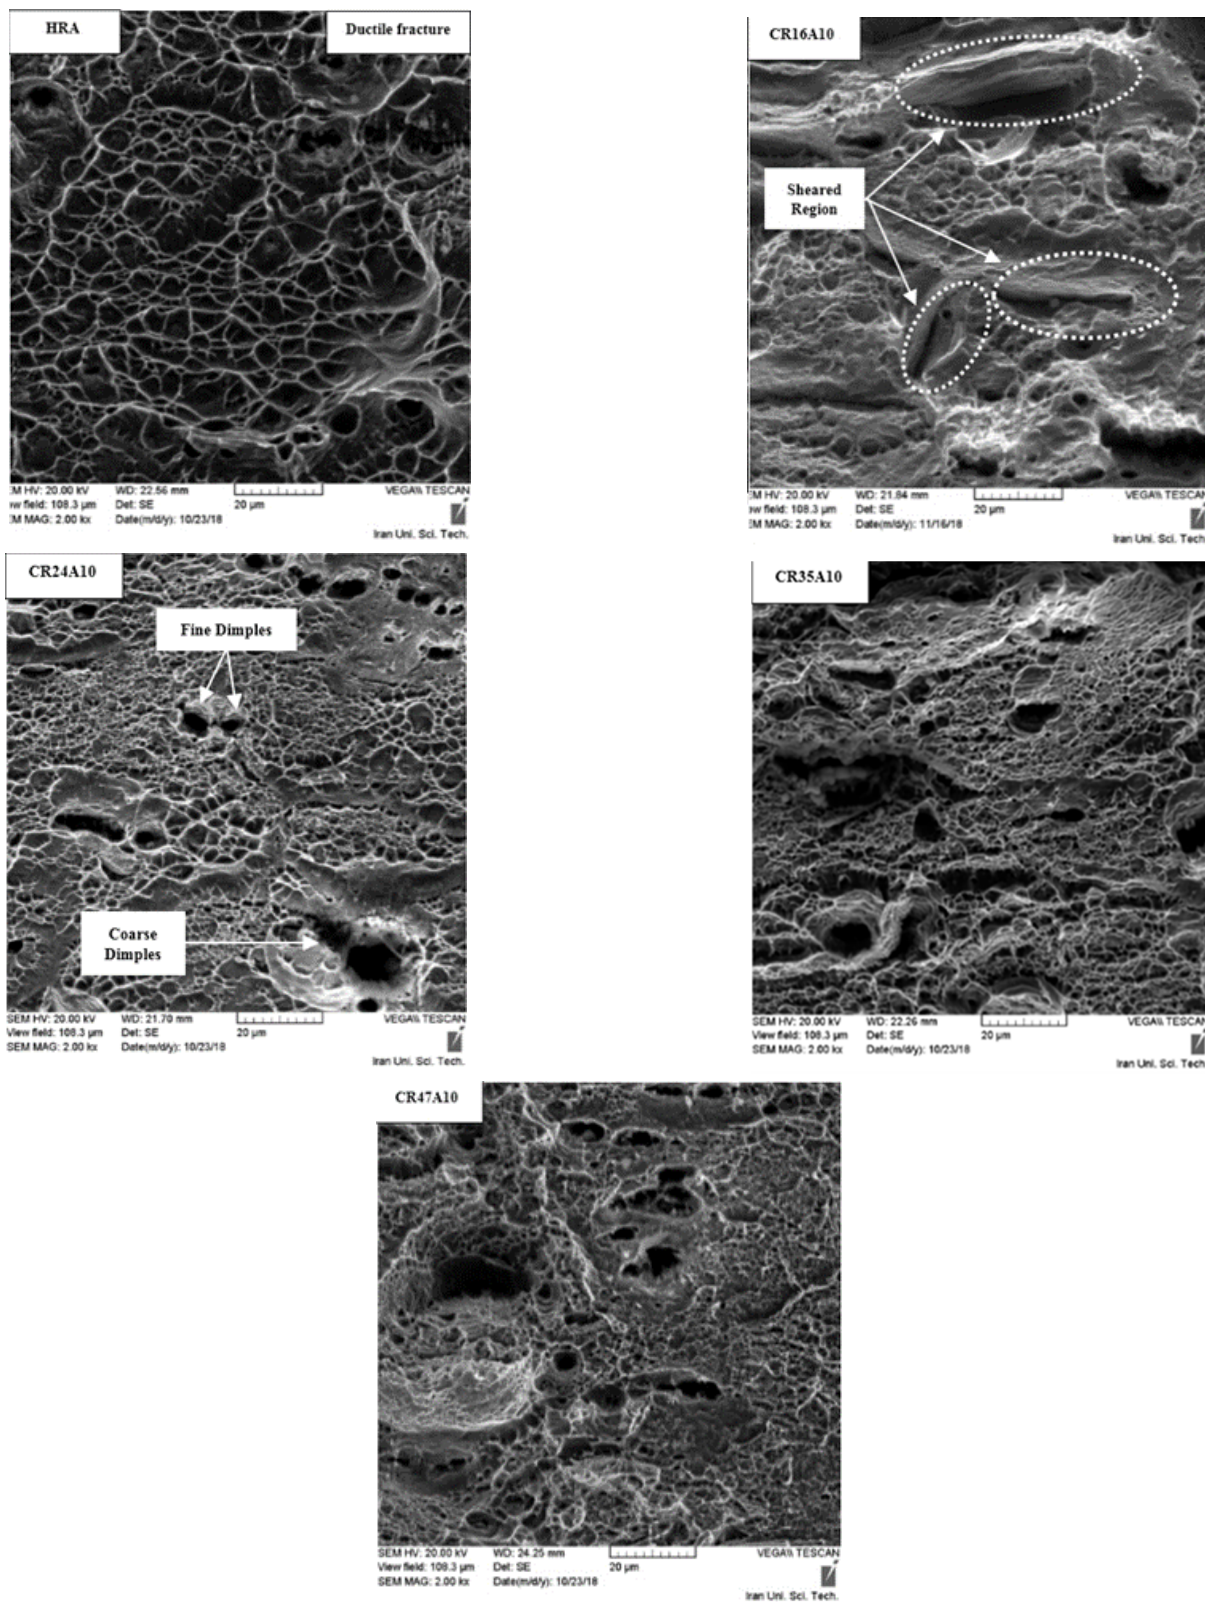 HRA
Ductile fracture
EM HV: 20.00 kV WD: 22.56 mm VEGA\\ TESCAN
ew field: 108.3 µm Det: SE 20 µm
EM MAG: 2.00 kx Date(m/d/y): 10/23/18
Iran Uni. Sci. Tech.
CR16A10
Sheared
Region
EM HV: 20.00 kV WD: 21.84 mm VEGA\\ TESCAN
ew field: 108.3 µm Det: SE 20 µm
EM MAG: 2.00 kx Date(m/d/y): 11/16/18
Iran Uni. Sci. Tech.
CR24A10
Fine Dimples
Coarse
Dimples
SEM HV: 20.00 kV WD: 21.70 mm VEGA\\ TESCAN
View field: 108.3 µm Det: SE 20 µm
SEM MAG: 2.00 kx Date(m/d/y): 10/23/18
Iran Uni. Sci. Tech.
CR35A10
SEM HV: 20.00 kV WD: 22.26 mm VEGA\\ TESCAN
View field: 108.3 µm Det: SE 20 µm
SEM MAG: 2.00 kx Date(m/d/y): 10/23/18
Iran Uni. Sci. Tech.
CR47A10
SEM HV: 20.00 kV WD: 24.25 mm VEGA\\ TESCAN
View field: 108.3 µm Det: SE 20 µm
SEM MAG: 2.00 kx Date(m/d/y): 10/23/18
Iran Uni. Sci. Tech.